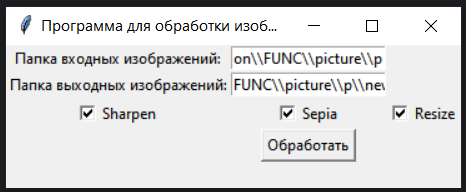 Программа для обработки изоб...
Папка входных изображений: on\\FUNC\\picture\\p
Папка выходных изображений: FUNC\\picture\\p\\nev
Sharpen Sepia Resize
Обработать